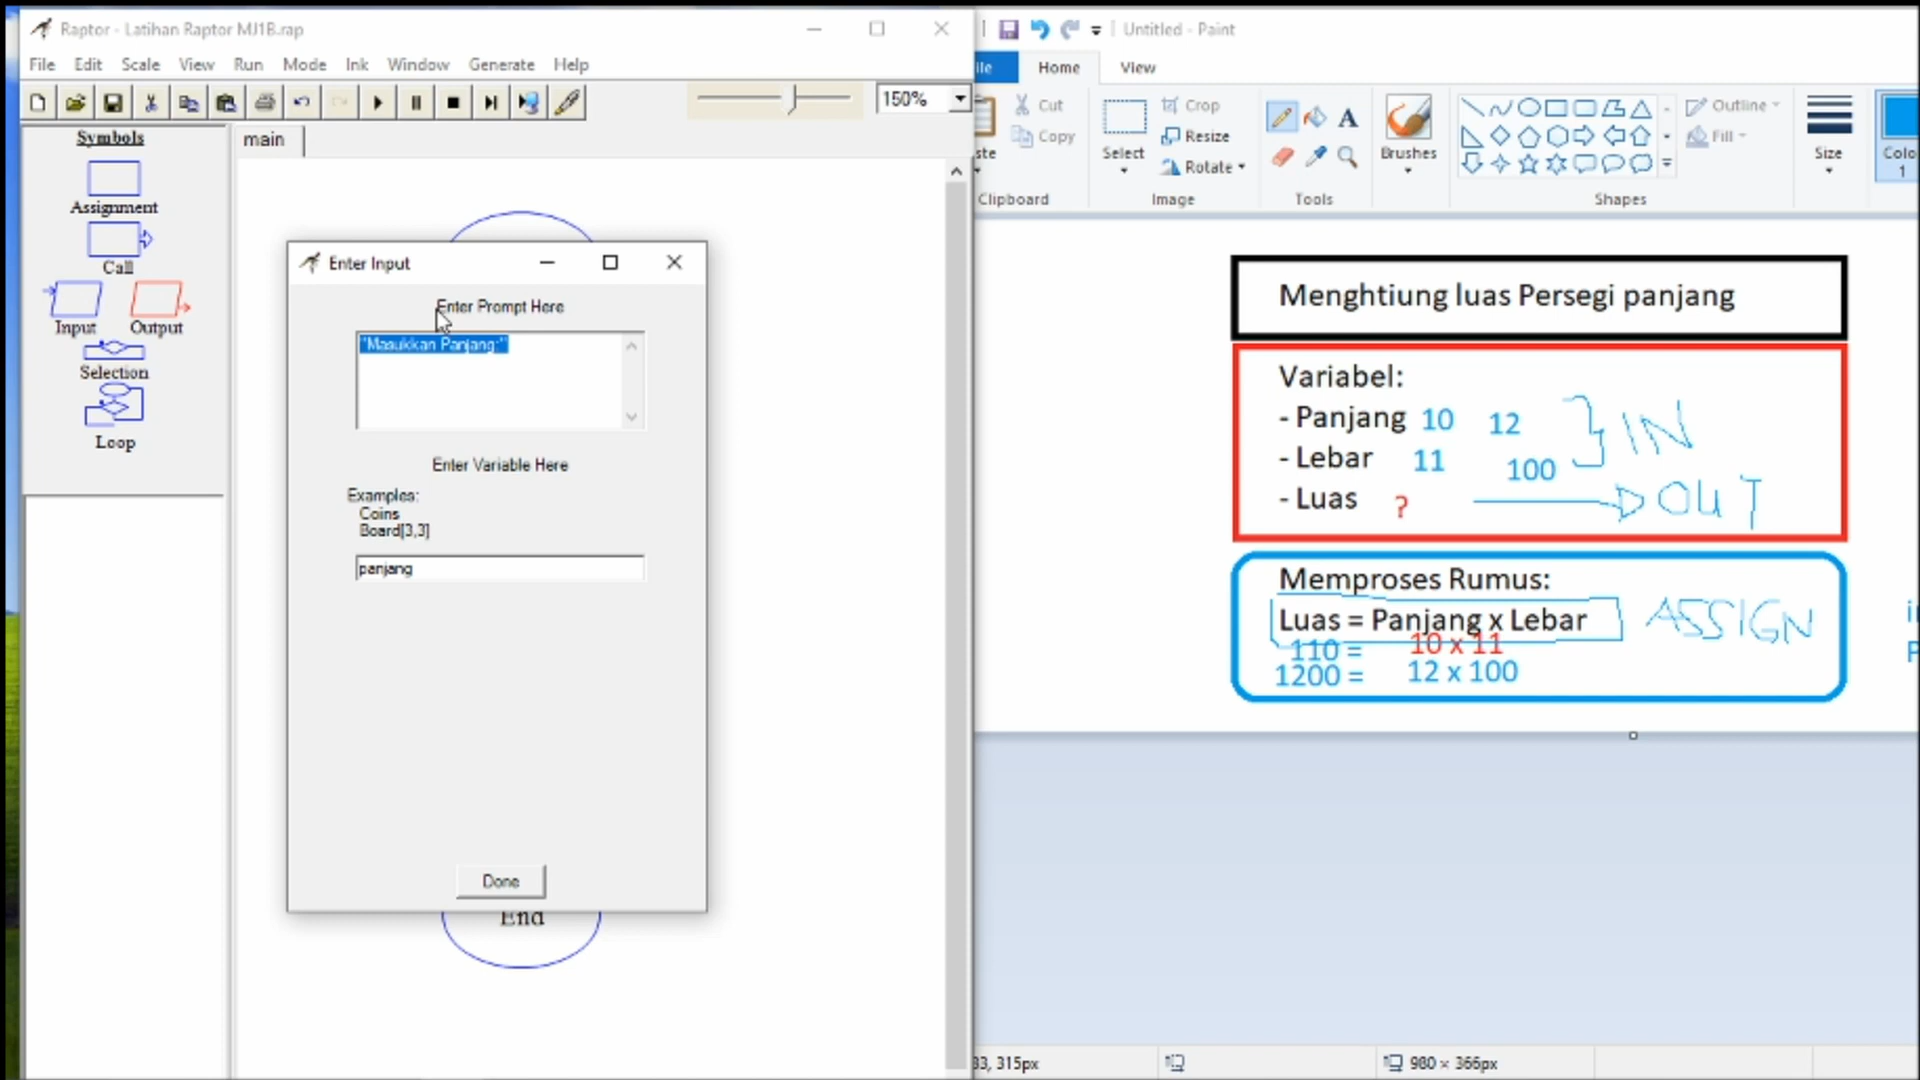 Raptor - Latihan Raptor MJ1B.rap
File Edit Scale View Run Mode Ink Window Generate Help
150%
Symbols
Assignment
Call
Input Output
Selection
Loop
main
Enter Input
Enter Prompt Here
"Masukkan Panjang:"
Enter Variable Here
Examples:
Coins
Board[3,3]
panjang
Done
End
Untitled - Paint
Home View
Cut
Copy
Clipboard
Select
Crop
Resize
Rotate
Image
Tools
Brushes
Outline
Fill
Shapes
Size
1
Menghtiung luas Persegi panjang
Variabel:
- Panjang 10 12
- Lebar 11 100
IN
- Luas ? OUT
Memproses Rumus:
Luas = Panjang x Lebar ASSIGN
110 = 10 x 11
1200 = 12 x 100
315px
980 × 366px